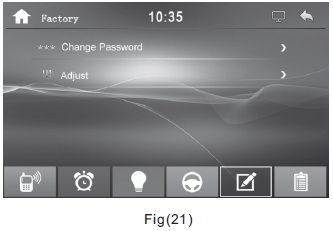 Factory 10:35
*** Change Password
Adjust
Fig(21)